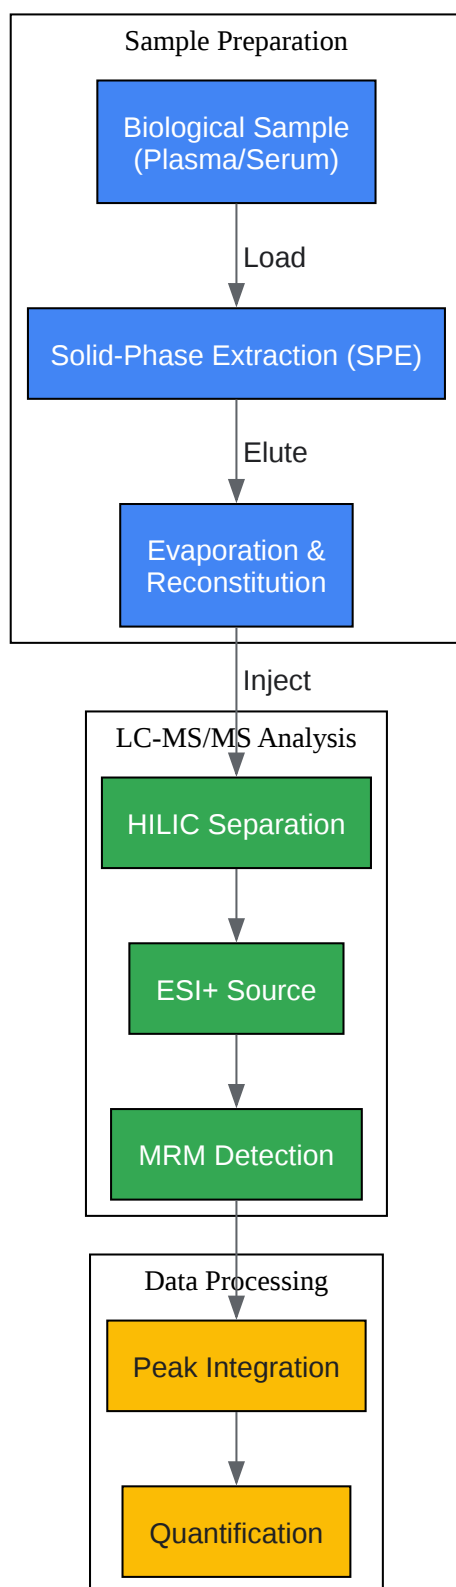 Sample Preparation
Biological Sample
(Plasma/Serum)
Load
Solid-Phase Extraction (SPE)
Elute
Evaporation &
Reconstitution
Inject
LC-MS/MS Analysis
HILIC Separation
ESI+ Source
MRM Detection
Data Processing
Peak Integration
Quantification